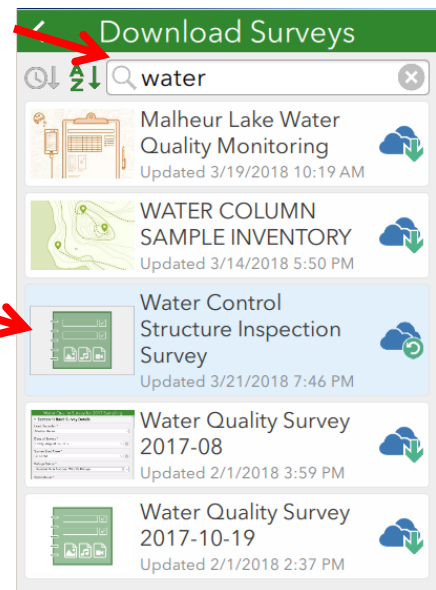 Download Surveys
A
Z
water
Malheur Lake Water
Quality Monitoring
Updated 3/19/2018 10:19 AM
WATER COLUMN
SAMPLE INVENTORY
Updated 3/14/2018 5:50 PM
Water Control
Structure Inspection
Survey
Updated 3/21/2018 7:46 PM
Water Quality Survey
2017-08
Updated 2/1/2018 3:59 PM
Water Quality Survey
2017-10-19
Updated 2/1/2018 2:37 PM